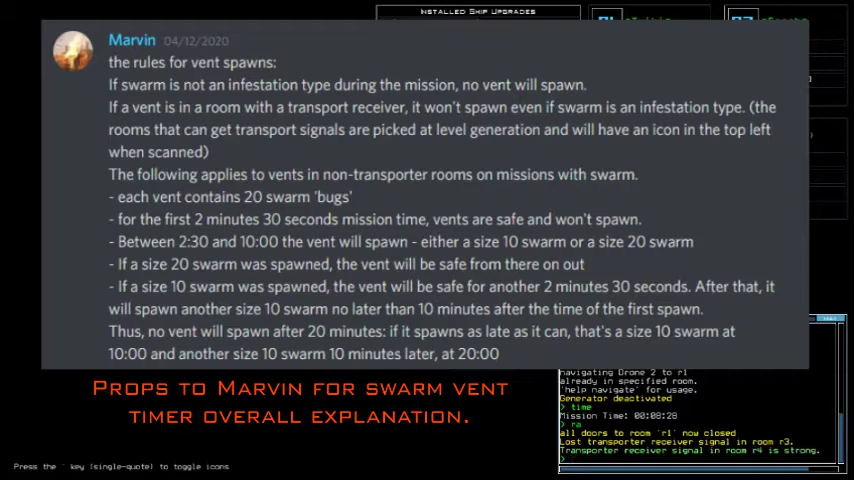 Installed Ship Upgrades
Marvin 04/12/2020
the rules for vent spawns:
If swarm is not an infestation type during the mission, no vent will spawn.
If a vent is in a room with a transport receiver, it won't spawn even if swarm is an infestation type. (the
rooms that can get transport signals are picked at level generation and will have an icon in the top left
when scanned)
The following applies to vents in non-transporter rooms on missions with swarm.
- each vent contains 20 swarm 'bugs'
- for the first 2 minutes 30 seconds mission time, vents are safe and won't spawn.
- Between 2:30 and 10:00 the vent will spawn - either a size 10 swarm or a size 20 swarm
- If a size 20 swarm was spawned, the vent will be safe from there on out
- If a size 10 swarm was spawned, the vent will be safe for another 2 minutes 30 seconds. After that, it
will spawn another size 10 swarm no later than 10 minutes after the time of the first spawn.
Thus, no vent will spawn after 20 minutes: if it spawns as late as it can, that's a size 10 swarm at
10:00 and another size 10 swarm 10 minutes later, at 20:00
Props to Marvin for swarm vent
timer overall explanation.
navigating Drone 2 to r1
already in specified room.
'help navigate' for usage.
Generator deactivated
> time
Mission Time: 00:08:28
> ra
all doors to room 'r1' now closed
Lost transporter receiver signal in room r3.
Transporter receiver signal in room r4 is strong.
>
Press the ` key (single-quote) to toggle icons